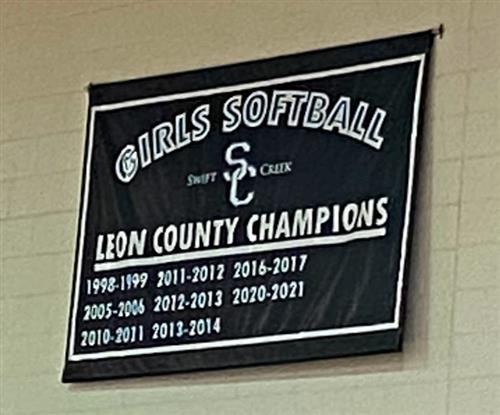 GIRLS SOFTBALL
SWIFT SC CREEK
LEON COUNTY CHAMPIONS
1998-1999 2011-2012 2016-2017
2005-2006 2012-2013 2020-2021
2010-2011 2013-2014